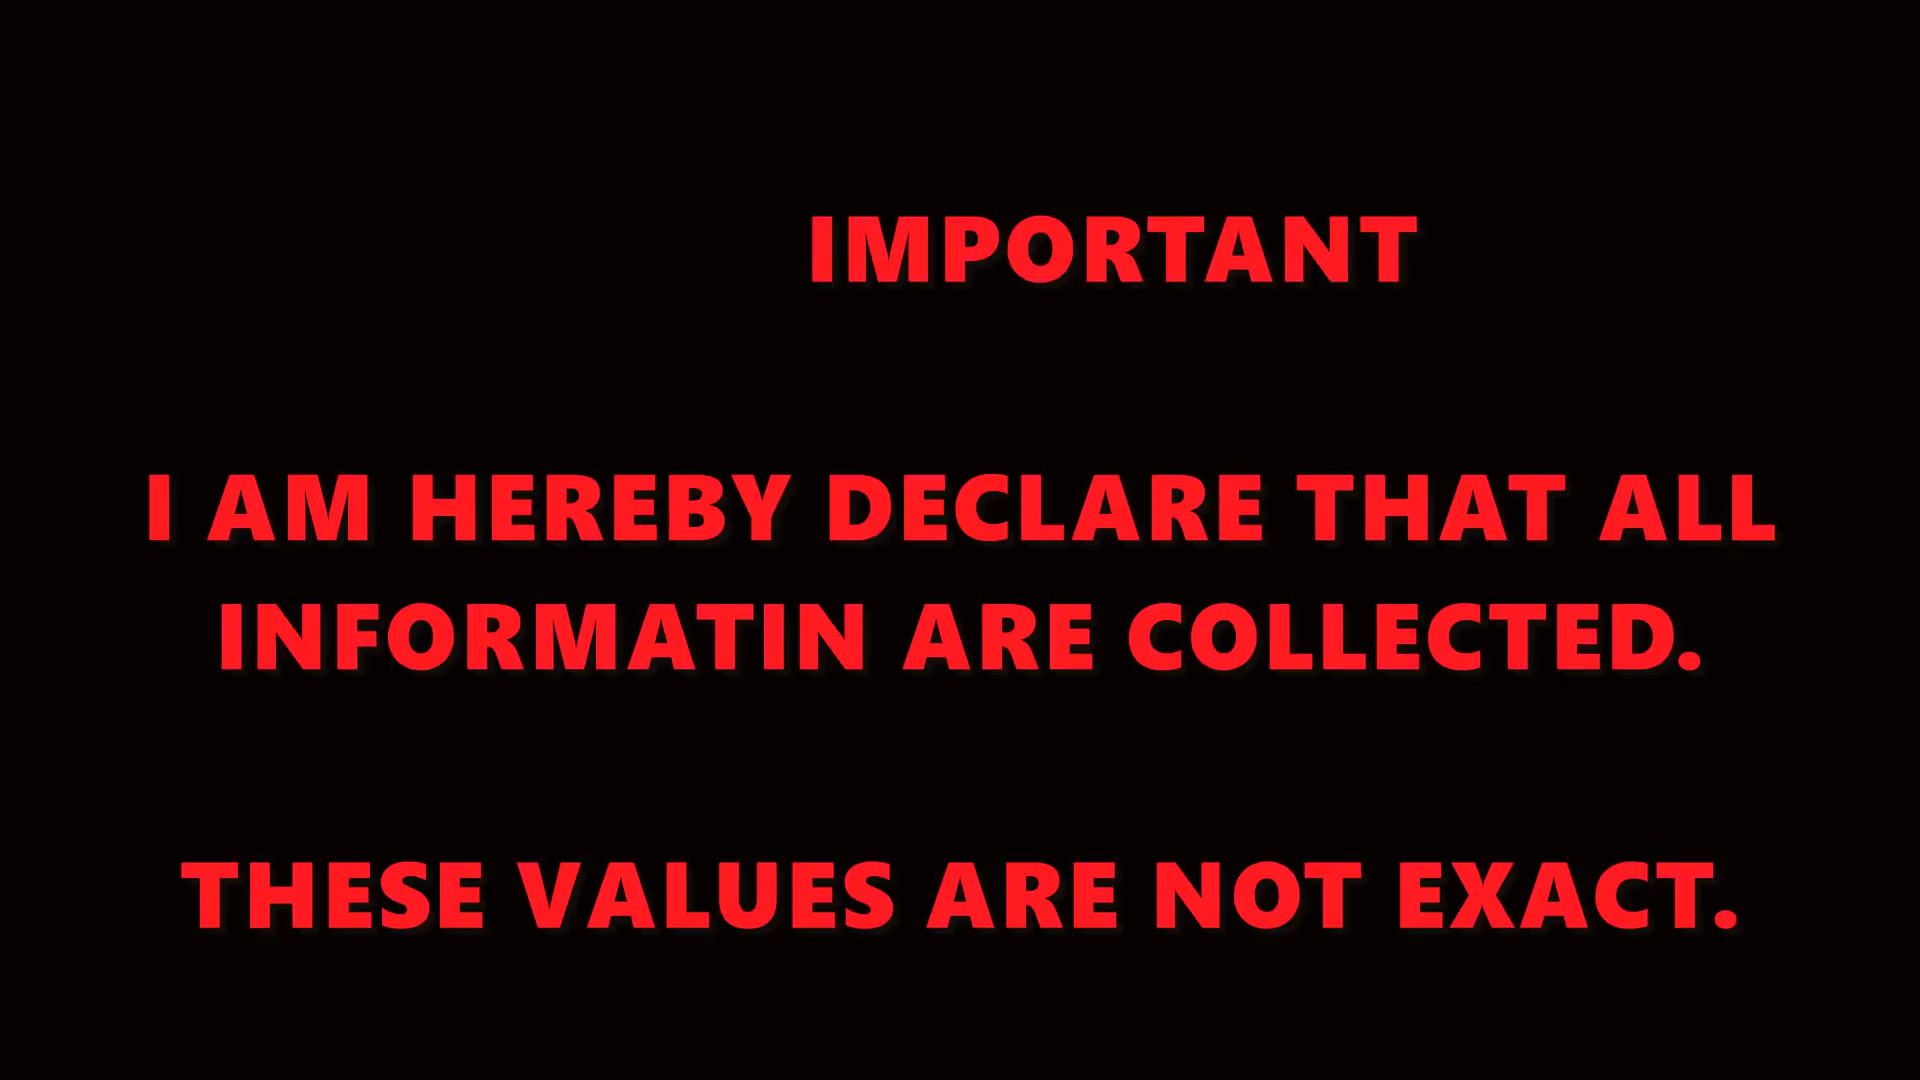 IMPORTANT
I AM HEREBY DECLARE THAT ALL
INFORMATIN ARE COLLECTED.
THESE VALUES ARE NOT EXACT.